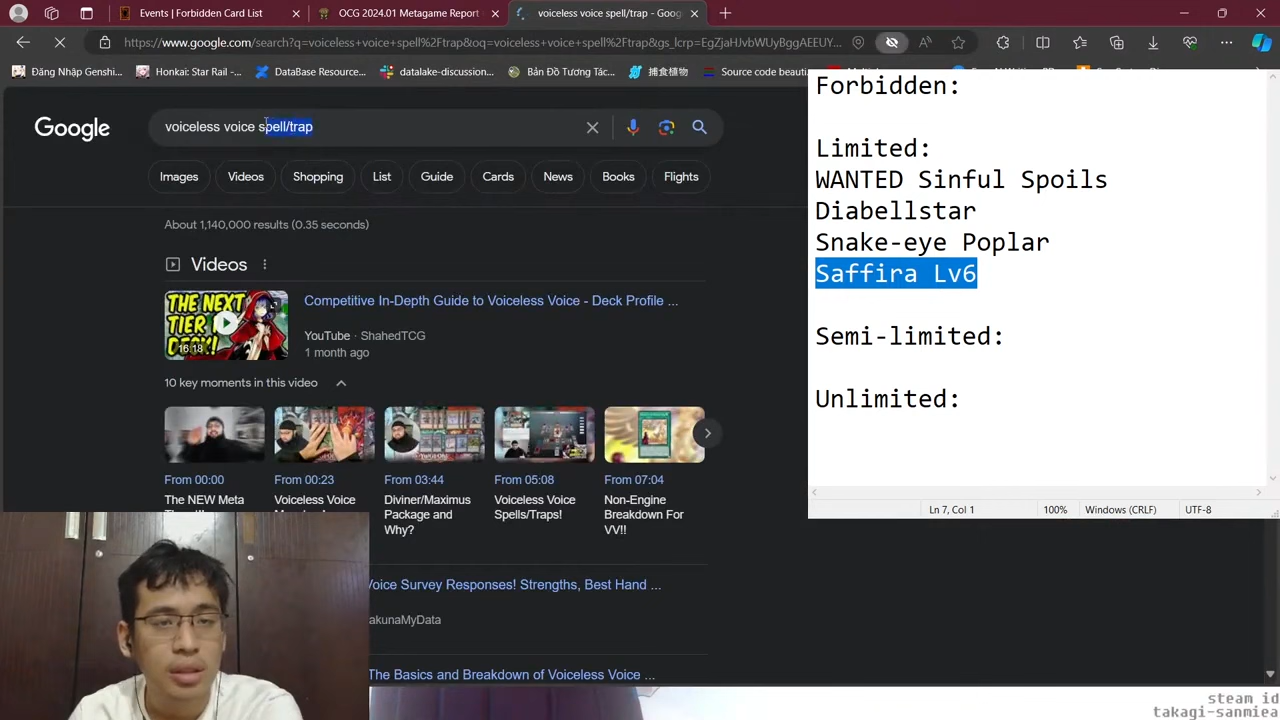 Events | Forbidden Card List
OCG 2024.01 Metagame Report
voiceless voice spell/trap - Goo
https://www.google.com/search?q=voiceless+voice+spell%2Ftrap&oq=voiceless+voice+spell%2Ftrap&gs_lcrp=EgZjaHJvbWUyBggAEEUY...
Đăng Nhập Genshi...
Honkai: Star Rail -...
DataBase Resource...
datalake-discussion...
Bản Đồ Tương Tác...
Source code beauti...
Forbidden:
Limited:
WANTED Sinful Spoils
Diabellstar
Snake-eye Poplar
Saffira Lv6
Semi-limited:
Unlimited:
Ln 7, Col 1
100%
Windows (CRLF)
UTF-8
Google
voiceless voice spell/trap
Images
Videos
Shopping
List
Guide
Cards
News
Books
Flights
About 1,140,000 results (0.35 seconds)
Videos
THE NEXT
TIER
DECK!
16:18
Competitive In-Depth Guide to Voiceless Voice - Deck Profile ...
YouTube · ShahedTCG
1 month ago
10 key moments in this video
From 00:00
The NEW Meta
From 00:23
Voiceless Voice
From 03:44
Diviner/Maximus
Package and
Why?
From 05:08
Voiceless Voice
Spells/Traps!
From 07:04
Non-Engine
Breakdown For
VV!!
Voice Survey Responses! Strengths, Best Hand ...
akunaMyData
The Basics and Breakdown of Voiceless Voice ...
steam id
takagi-sanmiea